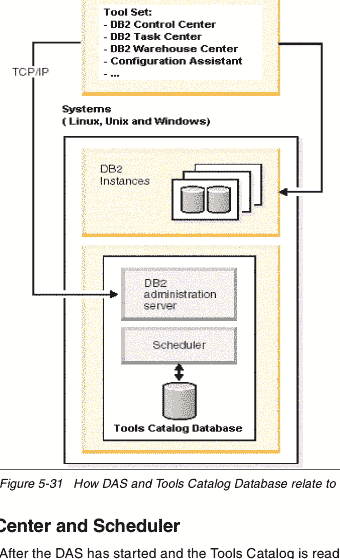 Tool Set:
- DB2 Control Center
- DB2 Task Center
- DB2 Warehouse Center
- Configuration Assistant
- ...
TCP/IP
Systems
( Linux, Unix and Windows)
DB2
Instances
DB2
administration
server
Scheduler
Tools Catalog Database
Figure 5-31 How DAS and Tools Catalog Database relate to
Center and Scheduler
After the DAS has started and the Tools Catalog is read